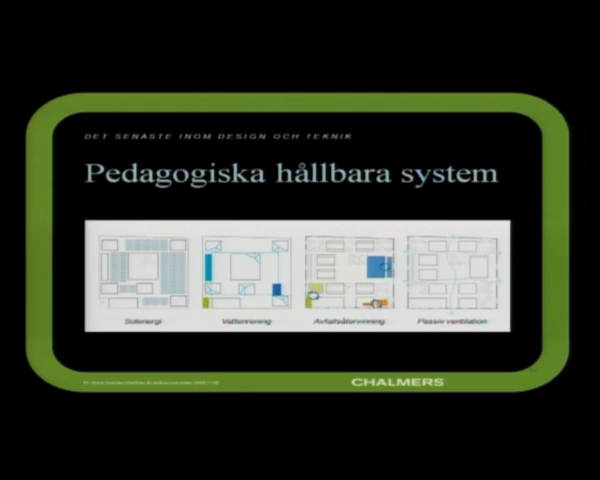 DET SENASTE INOM DESIGN OCH TEKNIK
Pedagogiska hållbara system
Solenergi
Vattenrening
Avfallsåtervinning
Passiv ventilation
CHALMERS